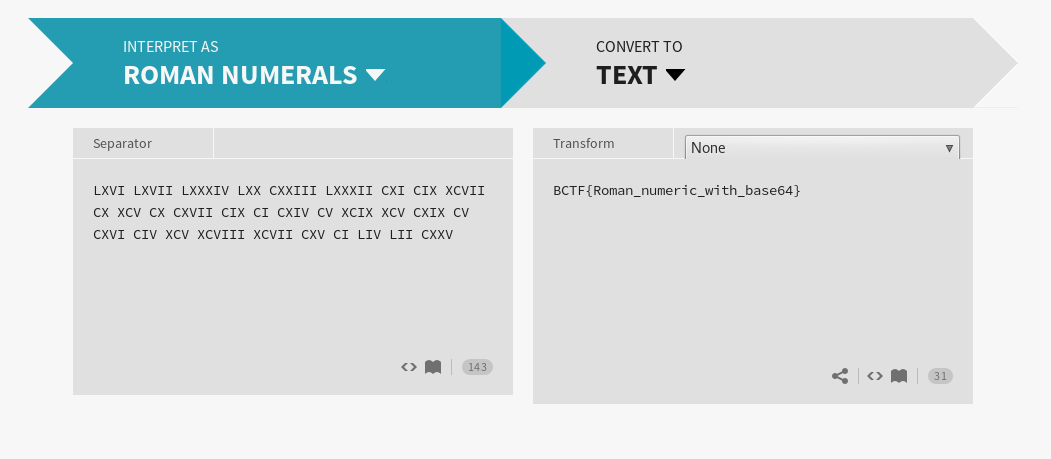 INTERPRET AS
ROMAN NUMERALS
CONVERT TO
TEXT
Separator
LXVI LXVII LXXXIV LXX CXXIII LXXXII CXI CIX XCVII
CX XCV CX CXVII CIX CI CXIV CV XCIX XCV CXIX CV
CXVI CIV XCV XCVIII XCVII CXV CI LIV LII CXXV
143
Transform
None
BCTF{Roman_numeric_with_base64}
31